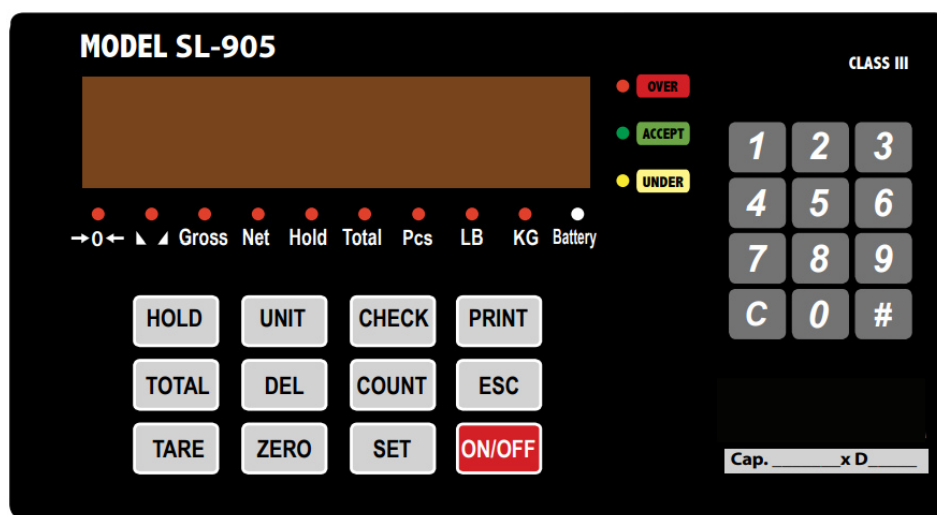 MODEL SL-905
CLASS III
OVER
ACCEPT
UNDER
→0← Gross Net Hold Total Pcs LB KG Battery
1 2 3
4 5 6
7 8 9
C 0 #
HOLD UNIT CHECK PRINT
TOTAL DEL COUNT ESC
TARE ZERO SET ON/OFF
Cap. _______x D_____